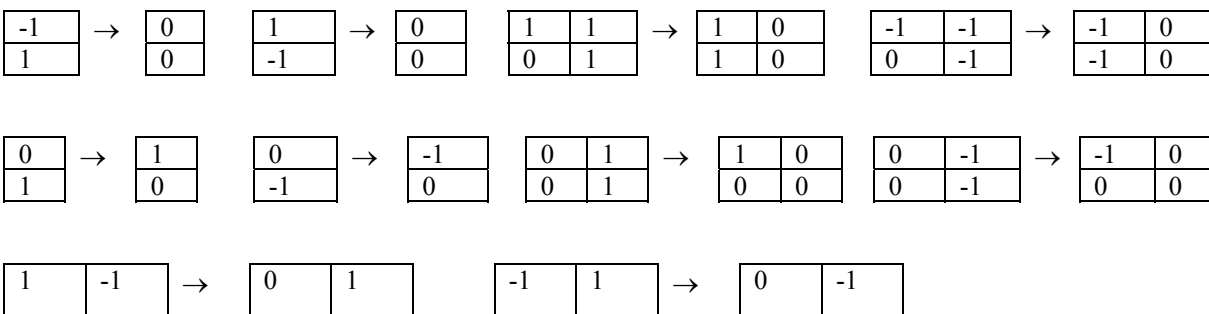 -1 → 0 1 → 0 1 1 → 1 0 -1 -1 → -1 0
1 0 -1 0 0 1 1 0 0 -1 -1 0
0 → 1 0 → -1 0 1 → 1 0 0 -1 → -1 0
1 0 -1 0 0 1 0 0 0 -1 0 0
1 -1 → 0 1 -1 1 → 0 -1